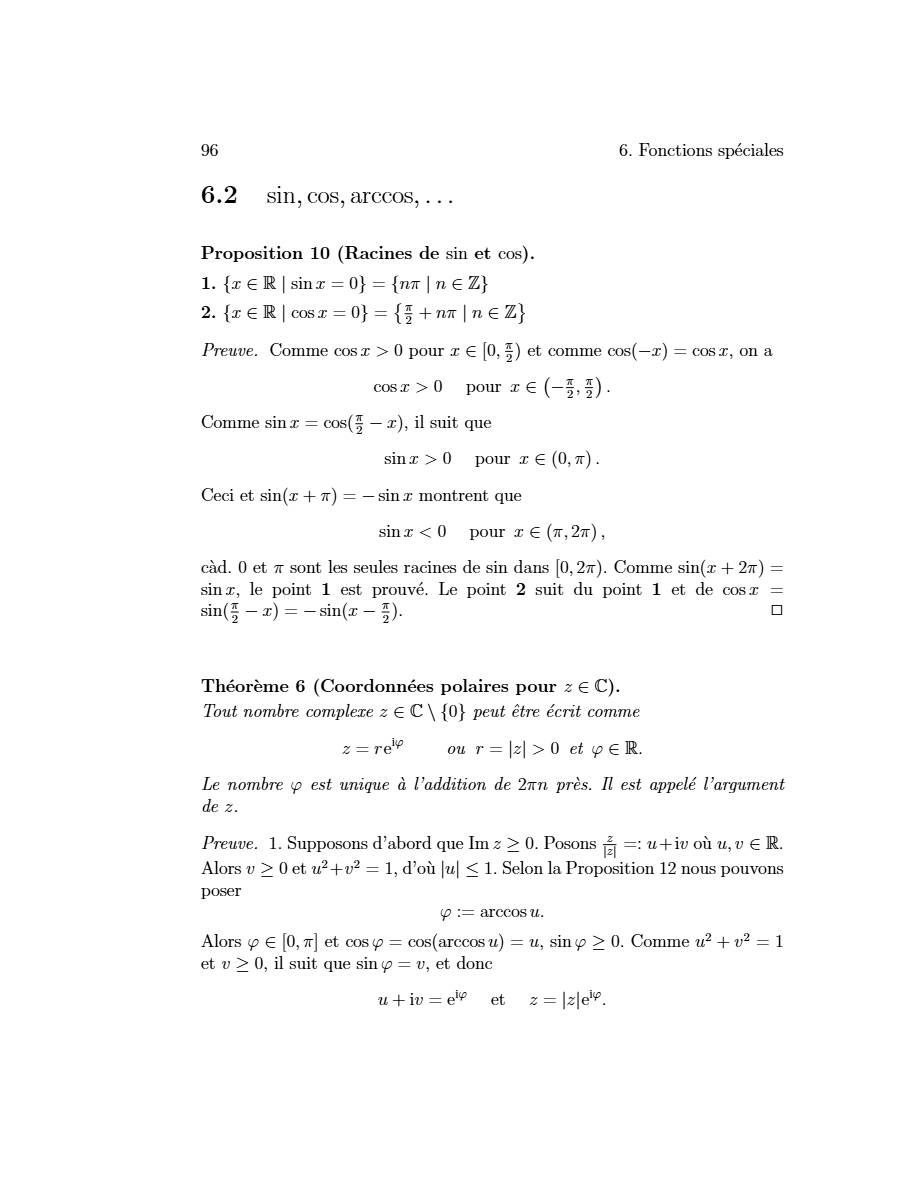 96 6. Fonctions spéciales
6.2 sin, cos, arccos, . . .
Proposition 10 (Racines de sin et cos).
1. {x ∈ ℝ | sin x = 0} = {nπ | n ∈ ℤ}
2. {x ∈ ℝ | cos x = 0} = {π/2 + nπ | n ∈ ℤ}
Preuve. Comme cos x > 0 pour x ∈ [0, π/2) et comme cos(−x) = cos x, on a
cos x > 0 pour x ∈ (−π/2, π/2) .
Comme sin x = cos(π/2 − x), il suit que
sin x > 0 pour x ∈ (0, π) .
Ceci et sin(x + π) = − sin x montrent que
sin x < 0 pour x ∈ (π, 2π) ,
càd. 0 et π sont les seules racines de sin dans [0, 2π). Comme sin(x + 2π) =
sin x, le point 1 est prouvé. Le point 2 suit du point 1 et de cos x =
sin(π/2 − x) = − sin(x − π/2). □
Théorème 6 (Coordonnées polaires pour z ∈ ℂ).
Tout nombre complexe z ∈ ℂ \ {0} peut être écrit comme
z = r e^{iφ} ou r = |z| > 0 et φ ∈ ℝ.
Le nombre φ est unique à l'addition de 2πn près. Il est appelé l'argument
de z.
Preuve. 1. Supposons d'abord que Im z ≥ 0. Posons z/|z| =: u + iv où u, v ∈ ℝ.
Alors v ≥ 0 et u² + v² = 1, d'où |u| ≤ 1. Selon la Proposition 12 nous pouvons
poser
φ := arccos u.
Alors φ ∈ [0, π] et cos φ = cos(arccos u) = u, sin φ ≥ 0. Comme u² + v² = 1
et v ≥ 0, il suit que sin φ = v, et donc
u + iv = e^{iφ} et z = |z|e^{iφ}.